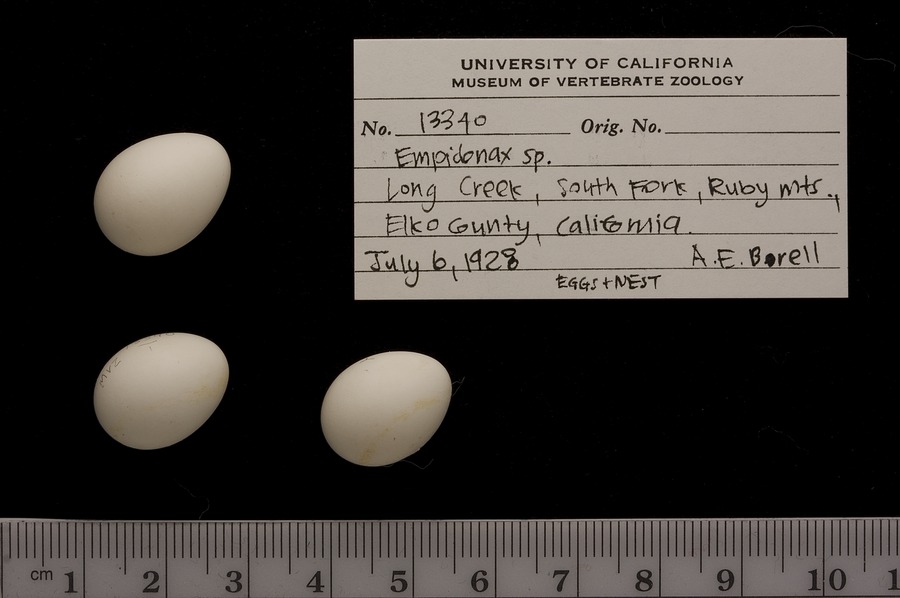 UNIVERSITY OF CALIFORNIA
MUSEUM OF VERTEBRATE ZOOLOGY
No. 13340 Orig. No.
Empidonax sp.
Long Creek, South Fork, Ruby mts.,
Elko County, California.
July 6, 1928 A.E. Borell
EGGS + NEST
MVZ
cm 1 2 3 4 5 6 7 8 9 10 1